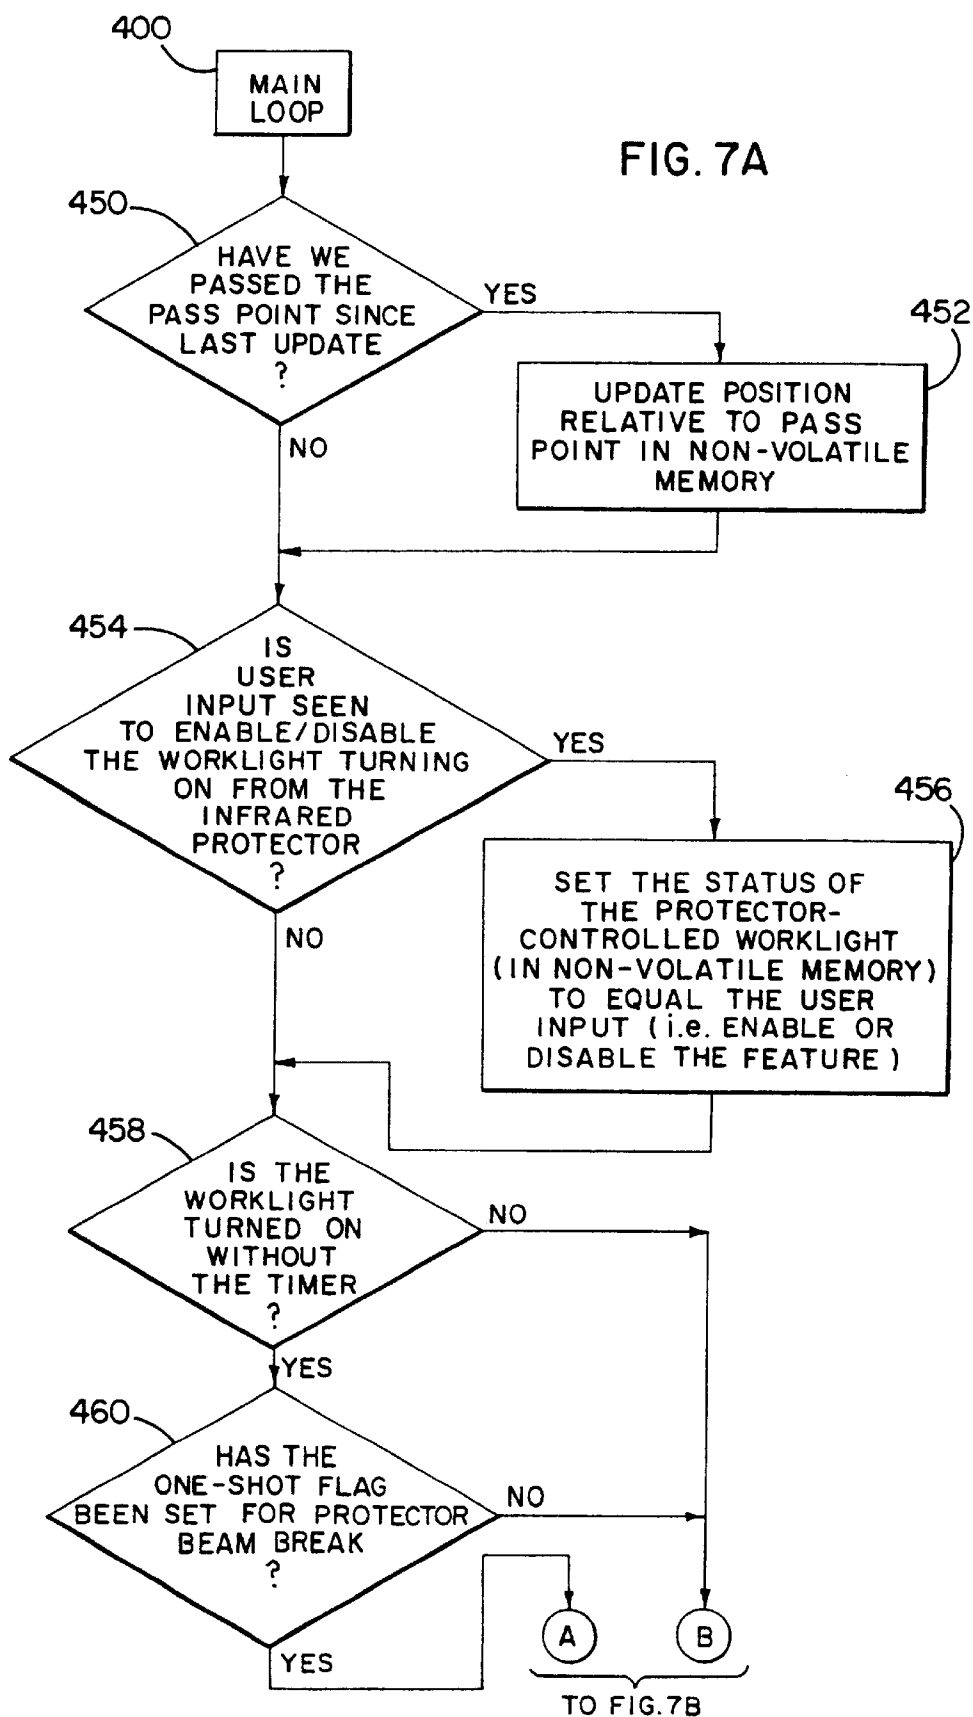 400
MAIN
LOOP
FIG. 7A
450
HAVE WE
PASSED THE
PASS POINT SINCE
LAST UPDATE
?
YES
452
UPDATE POSITION
RELATIVE TO PASS
POINT IN NON-VOLATILE
MEMORY
NO
454
IS
USER
INPUT SEEN
TO ENABLE/DISABLE
THE WORKLIGHT TURNING
ON FROM THE
INFRARED
PROTECTOR
?
YES
456
SET THE STATUS OF
THE PROTECTOR-
CONTROLLED WORKLIGHT
(IN NON-VOLATILE MEMORY)
TO EQUAL THE USER
INPUT (i.e. ENABLE OR
DISABLE THE FEATURE)
NO
458
IS THE
WORKLIGHT
TURNED ON
WITHOUT
THE TIMER
?
NO
YES
460
HAS THE
ONE-SHOT FLAG
BEEN SET FOR PROTECTOR
BEAM BREAK
?
NO
YES
A
B
TO FIG.7B